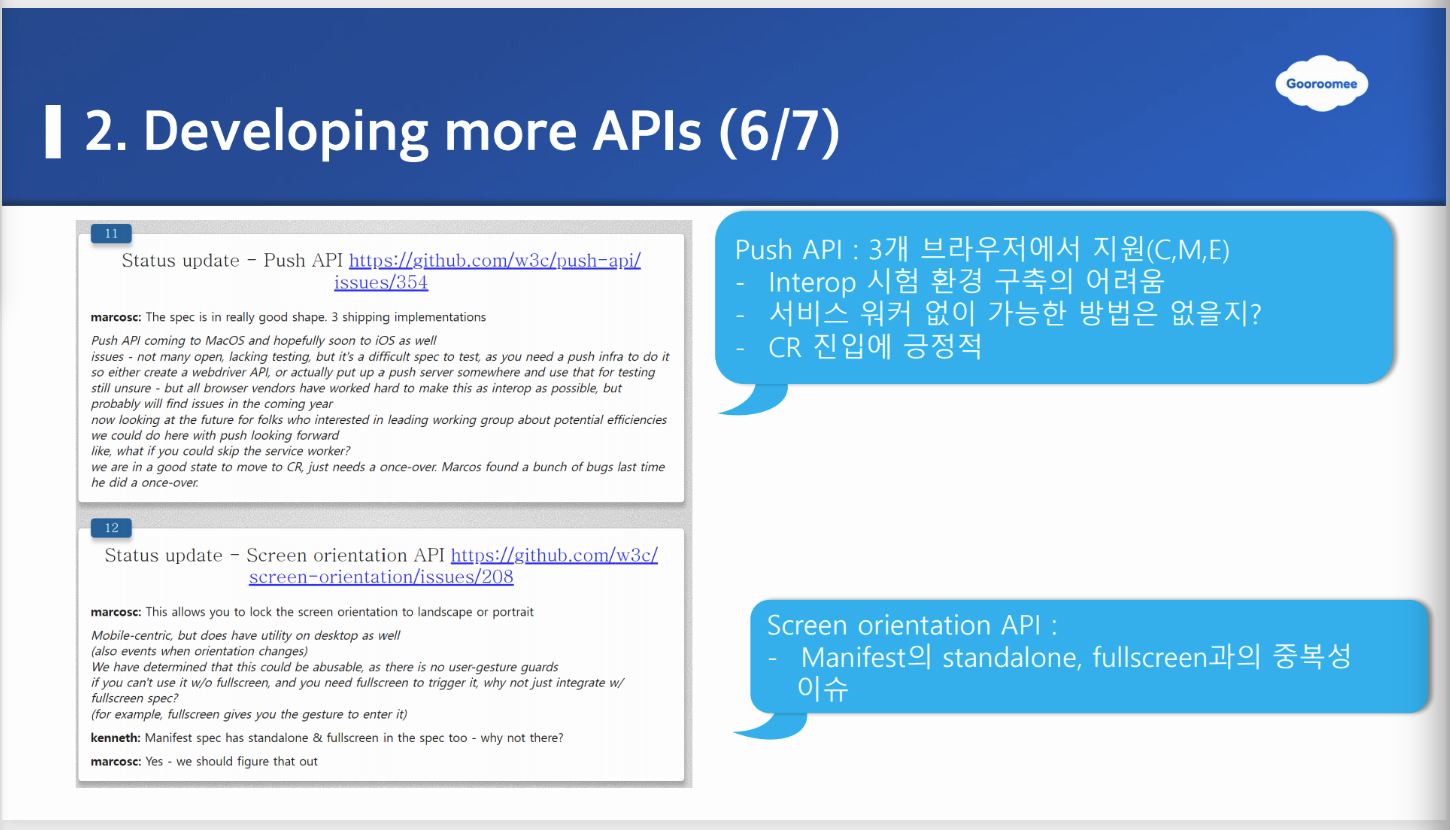 Gooroomee
2. Developing more APIs (6/7)
11
Status update - Push API https://github.com/w3c/push-api/
issues/354
marcosc: The spec is in really good shape. 3 shipping implementations
Push API coming to MacOS and hopefully soon to iOS as well
issues - not many open, lacking testing, but it's a difficult spec to test, as you need a push infra to do it
so either create a webdriver API, or actually put up a push server somewhere and use that for testing
still unsure - but all browser vendors have worked hard to make this as interop as possible, but
probably will find issues in the coming year
now looking at the future for folks who interested in leading working group about potential efficiencies
we could do here with push looking forward
like, what if you could skip the service worker?
we are in a good state to move to CR, just needs a once-over. Marcos found a bunch of bugs last time
he did a once-over.
Push API : 3개 브라우저에서 지원(C,M,E)
- Interop 시험 환경 구축의 어려움
- 서비스 워커 없이 가능한 방법은 없을지?
- CR 진입에 긍정적
12
Status update - Screen orientation API https://github.com/w3c/
screen-orientation/issues/208
marcosc: This allows you to lock the screen orientation to landscape or portrait
Mobile-centric, but does have utility on desktop as well
(also events when orientation changes)
We have determined that this could be abusable, as there is no user-gesture guards
if you can't use it w/o fullscreen, and you need fullscreen to trigger it, why not just integrate w/
fullscreen spec?
(for example, fullscreen gives you the gesture to enter it)
kenneth: Manifest spec has standalone & fullscreen in the spec too - why not there?
marcosc: Yes - we should figure that out
Screen orientation API :
- Manifest의 standalone, fullscreen과의 중복성
이슈